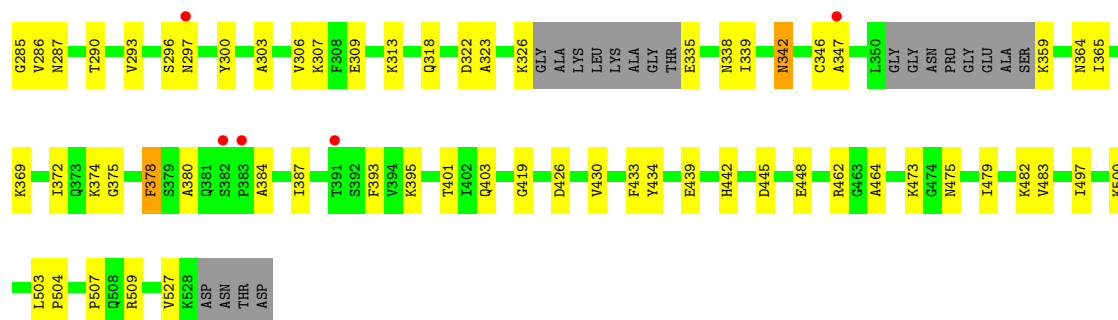 G285 V286 N287 T290 V293 S296 N297 Y300 A303 V306 K307 F308 E309 K313 Q318 D322 A323 K326 GLY ALA LYS LEU LYS ALA GLY THR E335 N338 I339 N342 C346 A347 L350 GLY GLY ASN PRO GLY GLU ALA SER K359 N364 I365
K369 I372 Q373 K374 G375 F378 S379 A380 Q381 S382 P383 A384 I387 T391 S392 F393 V394 K395 T401 I402 Q403 G419 D426 V430 F433 Y434 E439 H442 D445 E448 R462 G463 A464 K473 G474 N475 I479 K482 V483 I497 K500
L503 P504 P507 Q508 R509 V527 K528 ASP ASN THR ASP